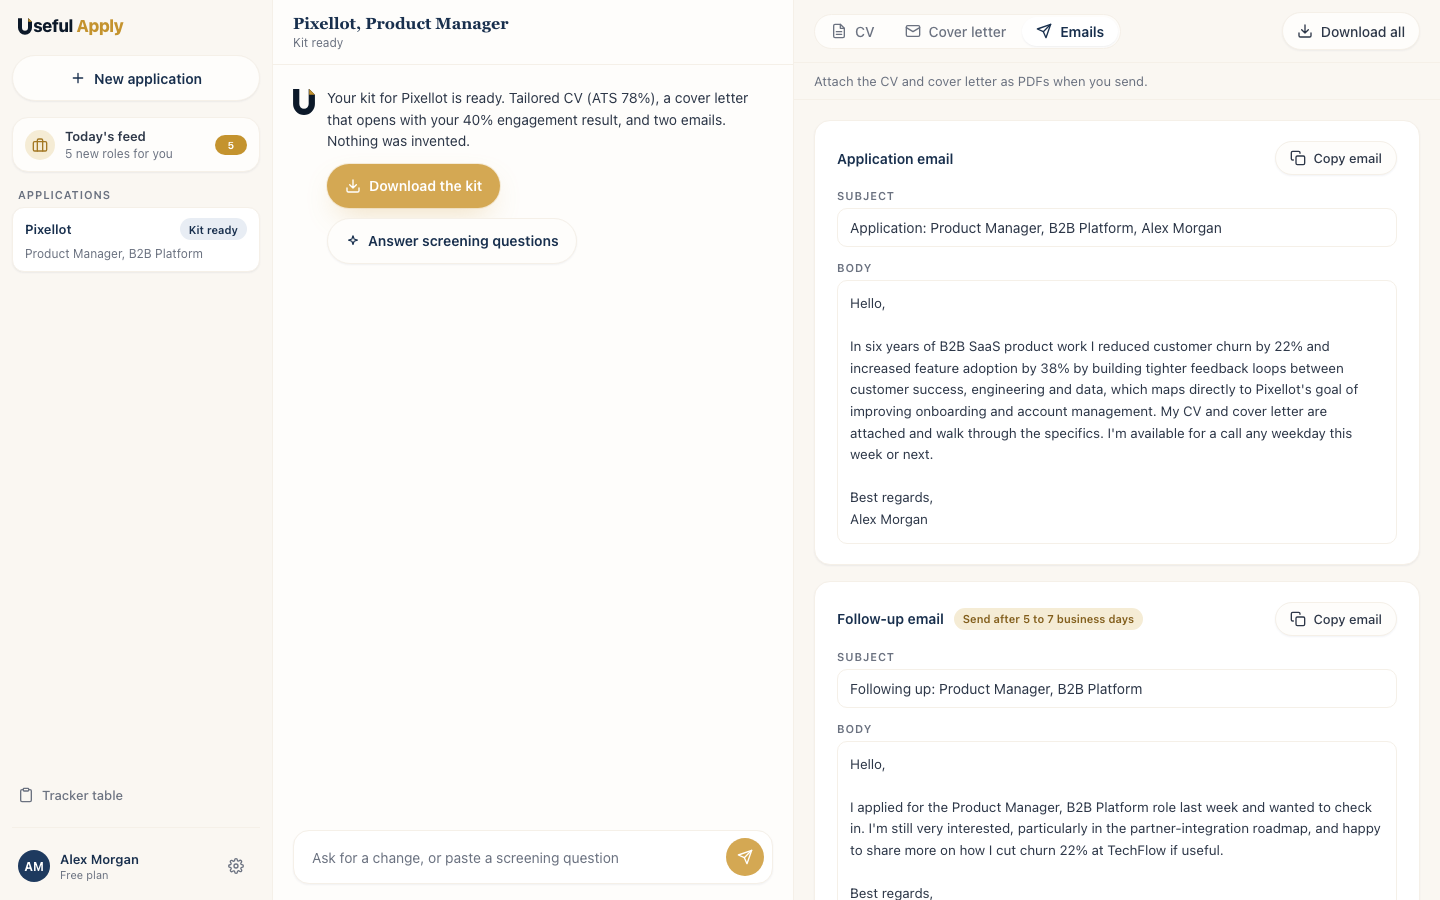 Useful Apply
New application
Today's feed
5 new roles for you
5
APPLICATIONS
Pixellot
Kit ready
Product Manager, B2B Platform
Tracker table
AM
Alex Morgan
Free plan
Pixellot, Product Manager
Kit ready
Your kit for Pixellot is ready. Tailored CV (ATS 78%), a cover letter
that opens with your 40% engagement result, and two emails.
Nothing was invented.
Download the kit
Answer screening questions
Ask for a change, or paste a screening question
CV
Cover letter
Emails
Download all
Attach the CV and cover letter as PDFs when you send.
Application email
Copy email
SUBJECT
Application: Product Manager, B2B Platform, Alex Morgan
BODY
Hello,
In six years of B2B SaaS product work I reduced customer churn by 22% and
increased feature adoption by 38% by building tighter feedback loops between
customer success, engineering and data, which maps directly to Pixellot's goal of
improving onboarding and account management. My CV and cover letter are
attached and walk through the specifics. I'm available for a call any weekday this
week or next.
Best regards,
Alex Morgan
Follow-up email
Send after 5 to 7 business days
Copy email
SUBJECT
Following up: Product Manager, B2B Platform
BODY
Hello,
I applied for the Product Manager, B2B Platform role last week and wanted to check
in. I'm still very interested, particularly in the partner-integration roadmap, and happy
to share more on how I cut churn 22% at TechFlow if useful.
Best regards,